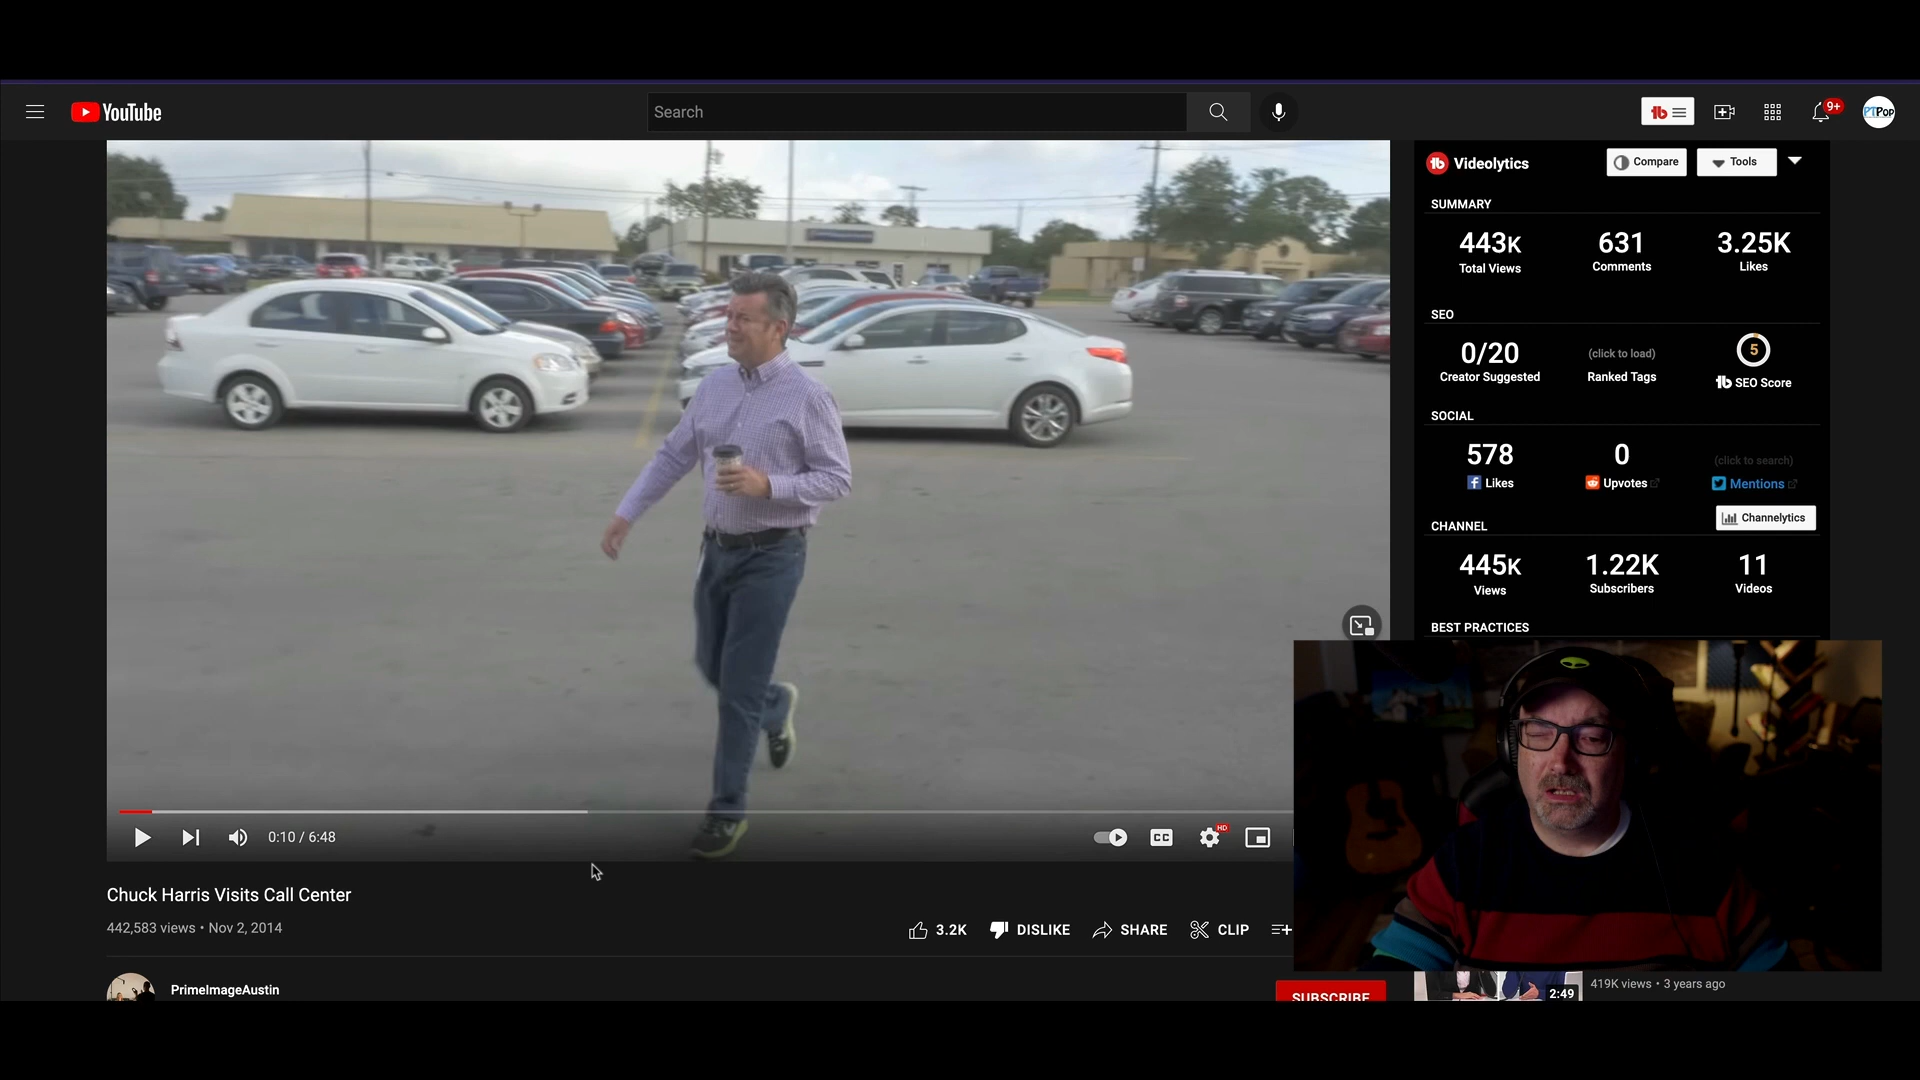 YouTube
Search
9+
PTPop
Videolytics
Compare
Tools
SUMMARY
443K
631
3.25K
Total Views
Comments
Likes
SEO
0/20
(click to load)
5
Creator Suggested
Ranked Tags
SEO Score
SOCIAL
578
0
(click to search)
Likes
Upvotes
Mentions
Channelytics
CHANNEL
445K
1.22K
11
Views
Subscribers
Videos
BEST PRACTICES
0:10 / 6:48
CC
HD
Chuck Harris Visits Call Center
442,583 views • Nov 2, 2014
3.2K
DISLIKE
SHARE
CLIP
PrimeImageAustin
SUBSCRIBE
2:49
419K views • 3 years ago